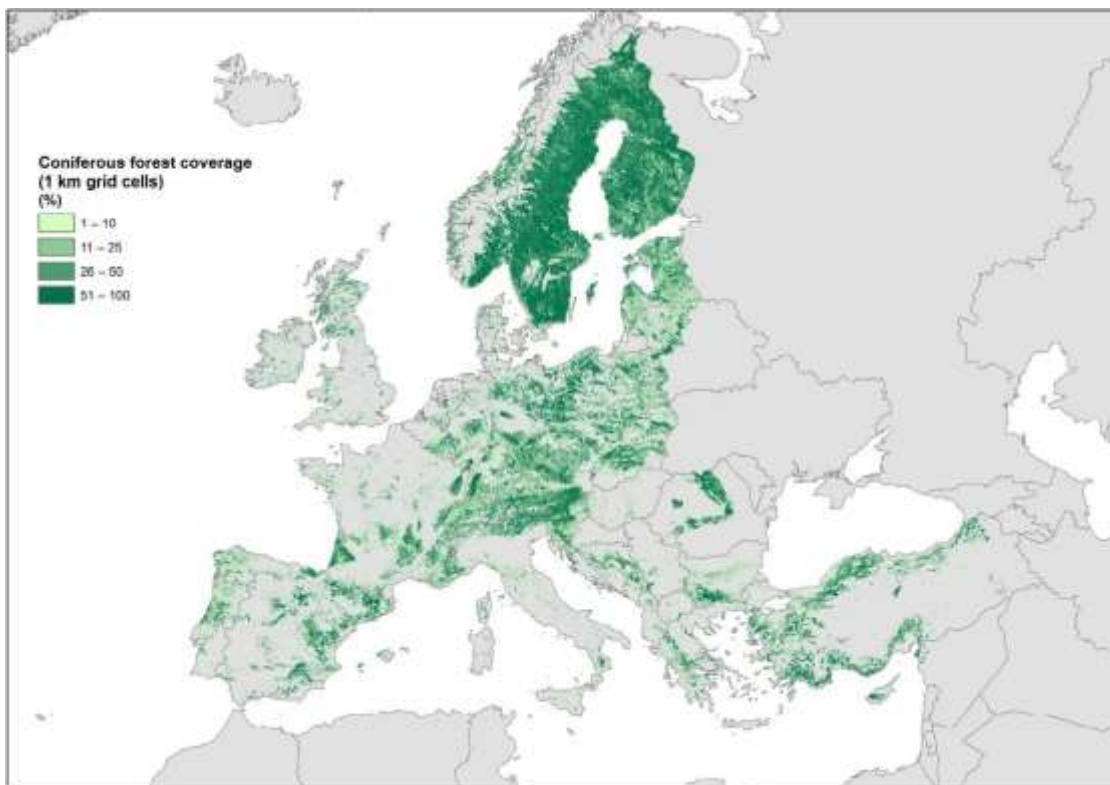 Coniferous forest coverage
(1 km grid cells)
(%)
1 – 10
11 – 25
26 – 50
51 – 100